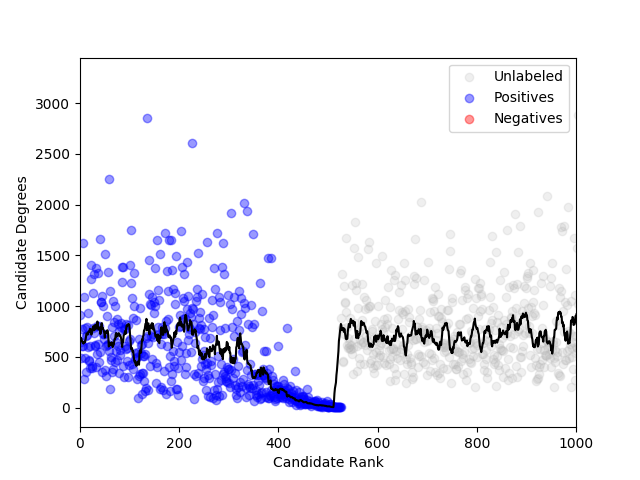 Unlabeled
Positives
Negatives
3000
2500
2000
1500
1000
500
0
Candidate Degrees
0 200 400 600 800 1000
Candidate Rank